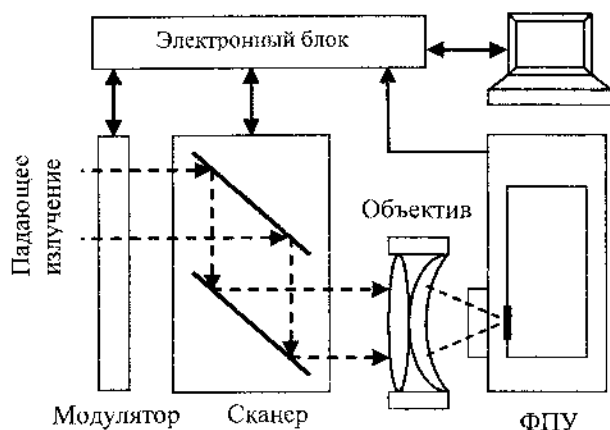 Электронный блок
Падающее
излучение
Объектив
Модулятор
Сканер
ФПУ